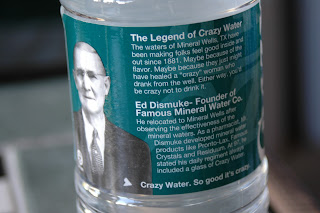 The Legend of Crazy Water
The waters of Mineral Wells, TX have
been making folks feel good inside and
out since 1881. Maybe because of the
flavor. Maybe because they just might
have healed a "crazy" woman who
drank from the well. Either way, you'd
be crazy not to drink it.
Ed Dismuke- Founder of
Famous Mineral Water Co.
He relocated to Mineral Wells after
observing the effectiveness of the
mineral waters. As a pharmacist,
Dismuke developed mineral water
products like Pronto-Lax,
Crystals and Residuum. At 97, he
stated his daily regimen always
included a glass of Crazy Water.
Crazy Water. So good it's crazy.